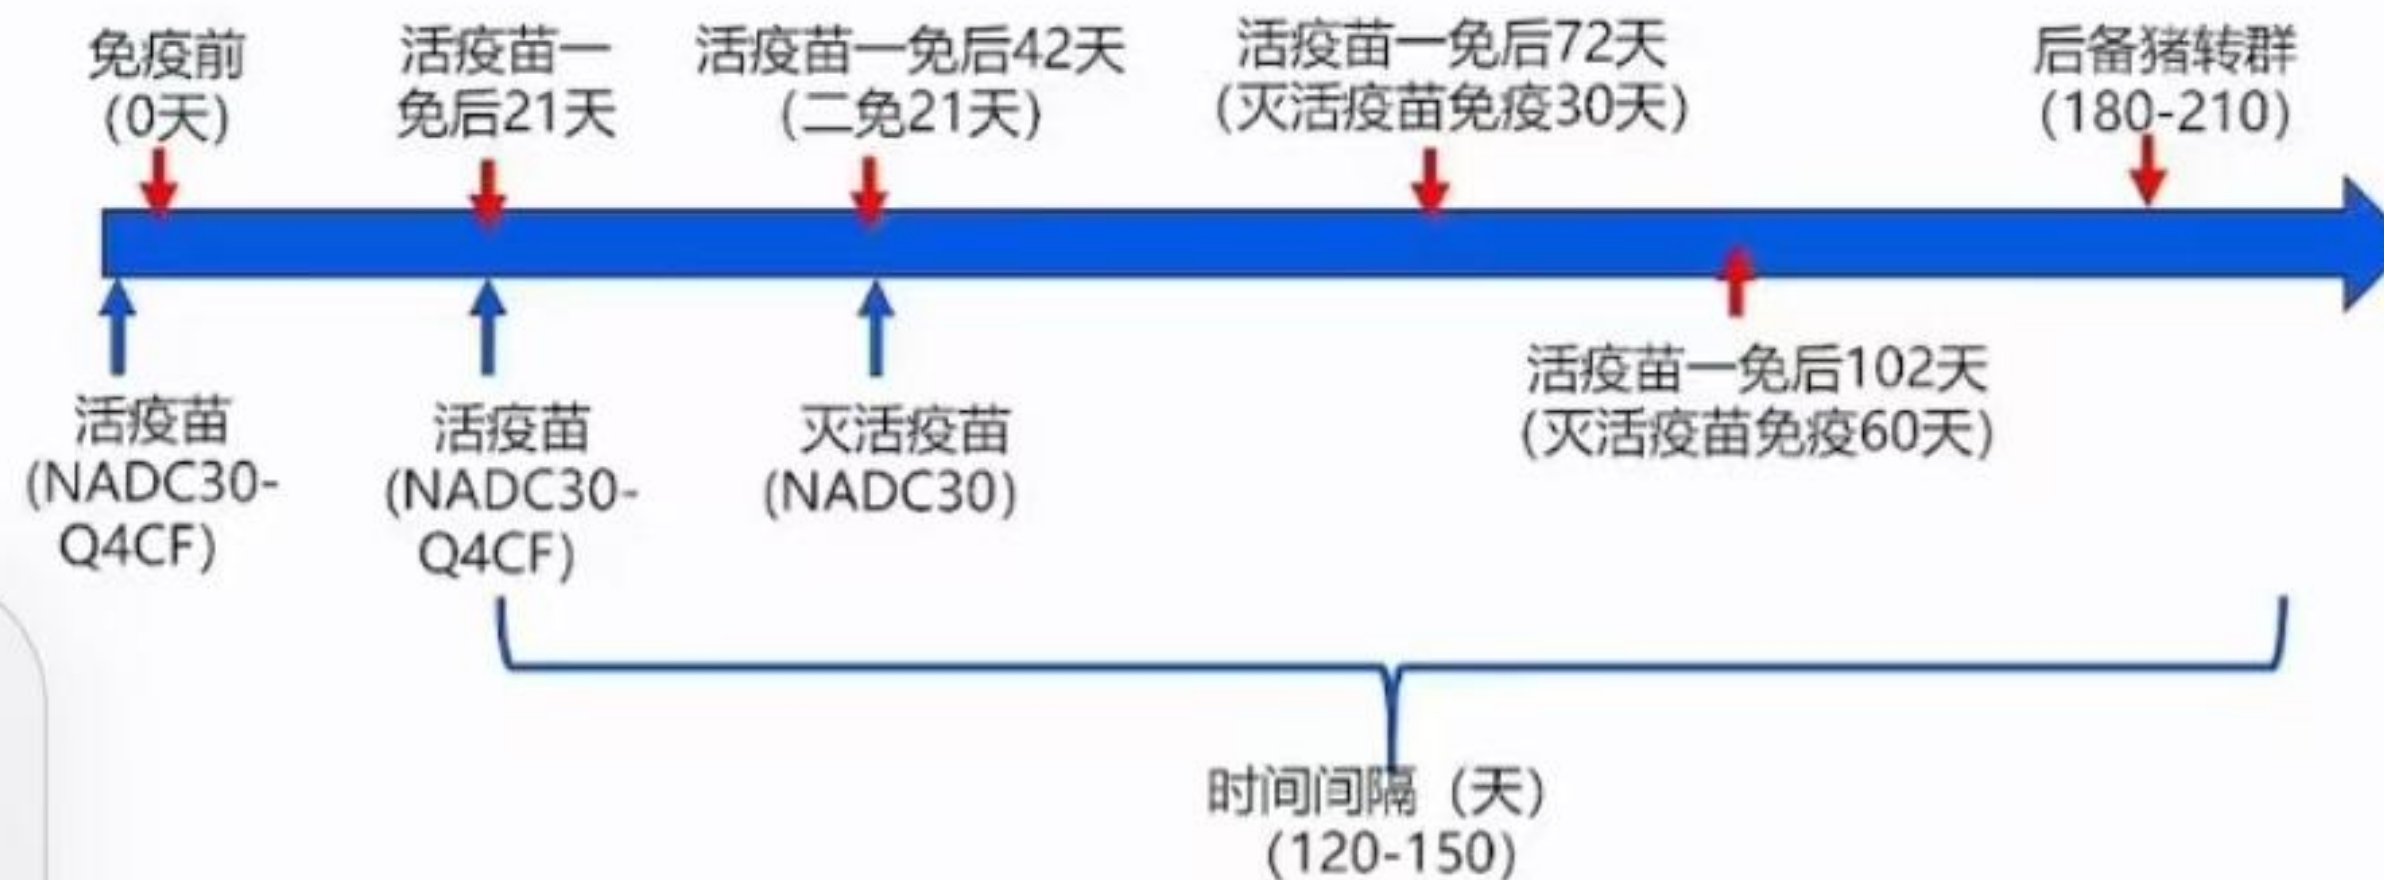 免疫前
(0天)
活疫苗一
免后21天
活疫苗一免后42天
(二免21天)
活疫苗一免后72天
(灭活疫苗免疫30天)
后备猪转群
(180-210)
活疫苗
(NADC30-
Q4CF)
活疫苗
(NADC30-
Q4CF)
灭活疫苗
(NADC30)
活疫苗一免后102天
(灭活疫苗免疫60天)
时间间隔（天）
(120-150)